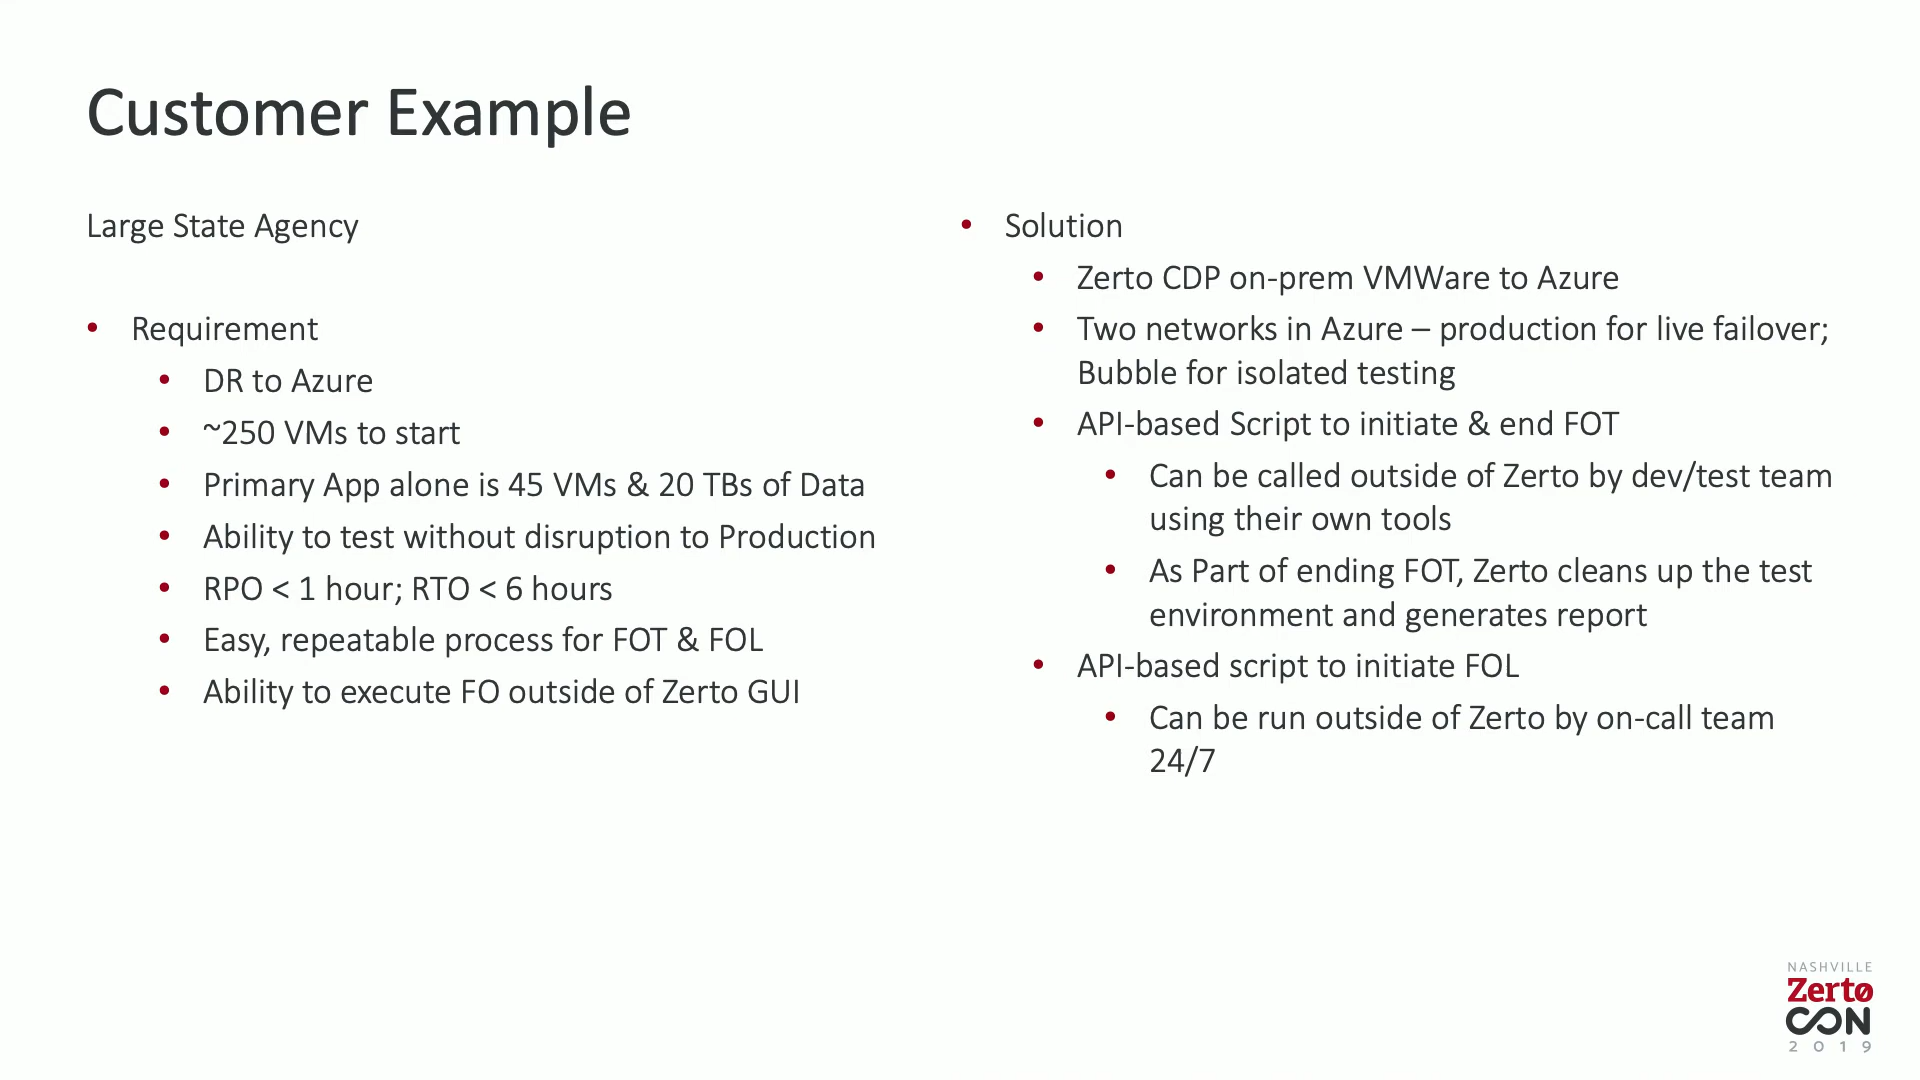 Customer Example
Large State Agency
• Requirement
• DR to Azure
• ~250 VMs to start
• Primary App alone is 45 VMs & 20 TBs of Data
• Ability to test without disruption to Production
• RPO < 1 hour; RTO < 6 hours
• Easy, repeatable process for FOT & FOL
• Ability to execute FO outside of Zerto GUI
• Solution
• Zerto CDP on-prem VMWare to Azure
• Two networks in Azure – production for live failover;
Bubble for isolated testing
• API-based Script to initiate & end FOT
• Can be called outside of Zerto by dev/test team
using their own tools
• As Part of ending FOT, Zerto cleans up the test
environment and generates report
• API-based script to initiate FOL
• Can be run outside of Zerto by on-call team
24/7
NASHVILLE
Zerto
CON
2019